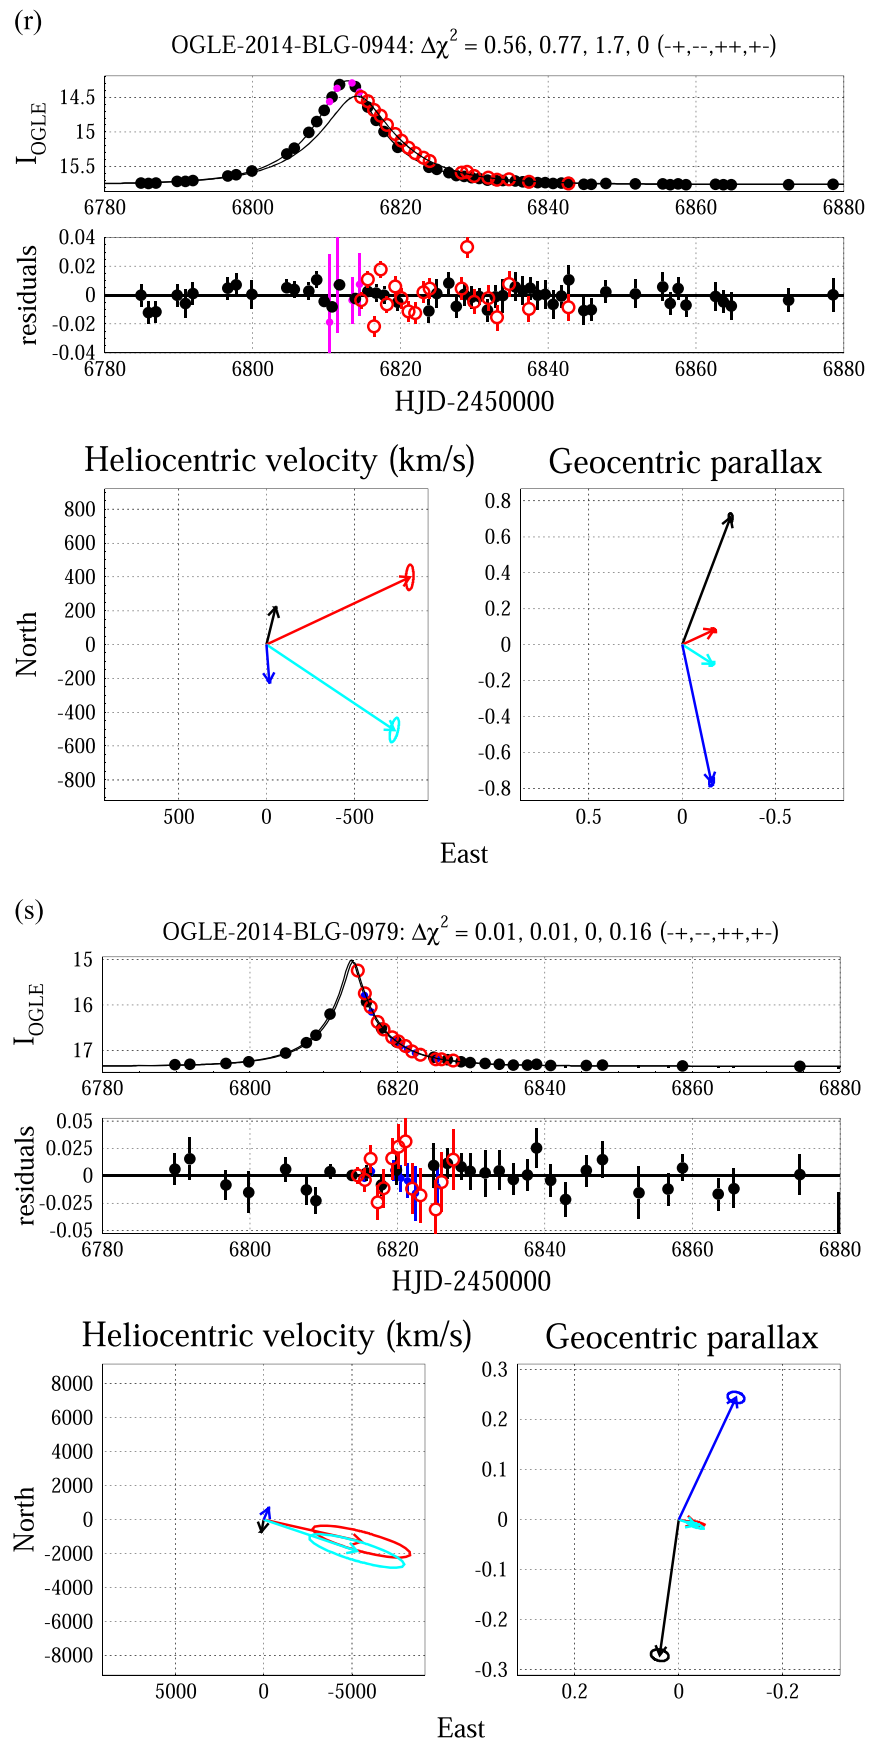 (r)
OGLE-2014-BLG-0944: Δχ² = 0.56, 0.77, 1.7, 0 (-+,--,++,+-)
I_OGLE
14.5
15
15.5
6780 6800 6820 6840 6860 6880
residuals
0.04
0.02
0
-0.02
-0.04
6780 6800 6820 6840 6860 6880
HJD-2450000
Heliocentric velocity (km/s) Geocentric parallax
North
800
600
400
200
0
-200
-400
-600
-800
500 0 -500
0.8
0.6
0.4
0.2
0
-0.2
-0.4
-0.6
-0.8
0.5 0 -0.5
East
(s)
OGLE-2014-BLG-0979: Δχ² = 0.01, 0.01, 0, 0.16 (-+,--,++,+-)
I_OGLE
15
16
17
6780 6800 6820 6840 6860 6880
residuals
0.05
0.025
0
-0.025
-0.05
6780 6800 6820 6840 6860 6880
HJD-2450000
Heliocentric velocity (km/s) Geocentric parallax
North
8000
6000
4000
2000
0
-2000
-4000
-6000
-8000
5000 0 -5000
0.3
0.2
0.1
0
-0.1
-0.2
-0.3
0.2 0 -0.2
East